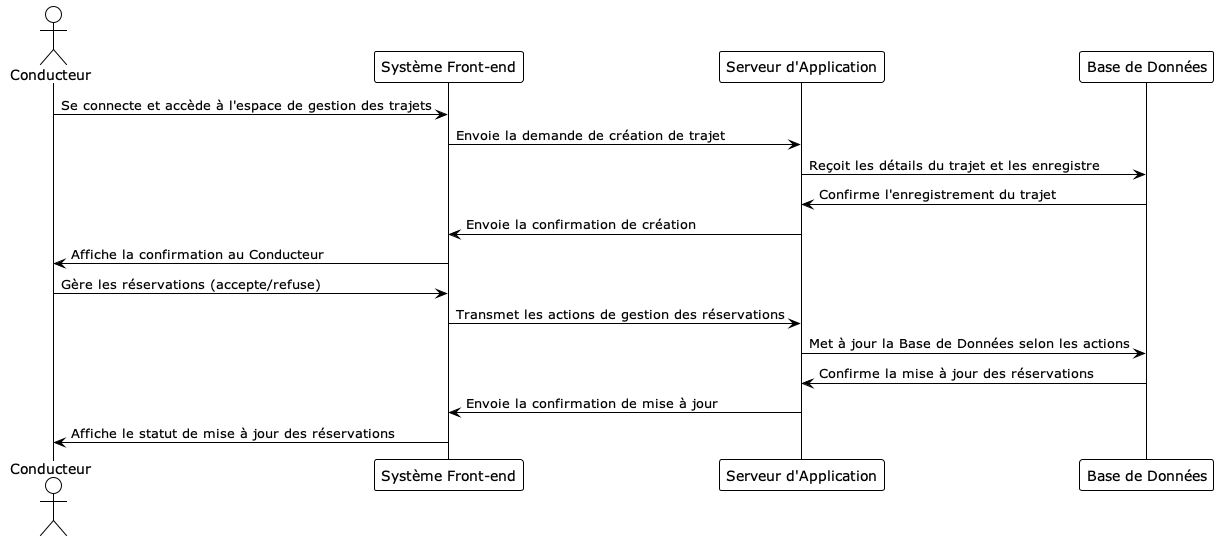 Conducteur
Système Front-end
Serveur d'Application
Base de Données
Se connecte et accède à l'espace de gestion des trajets
Envoie la demande de création de trajet
Reçoit les détails du trajet et les enregistre
Confirme l'enregistrement du trajet
Envoie la confirmation de création
Affiche la confirmation au Conducteur
Gère les réservations (accepte/refuse)
Transmet les actions de gestion des réservations
Met à jour la Base de Données selon les actions
Confirme la mise à jour des réservations
Envoie la confirmation de mise à jour
Affiche le statut de mise à jour des réservations
Conducteur
Système Front-end
Serveur d'Application
Base de Données